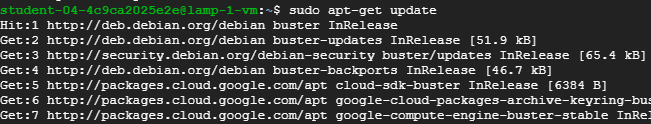 student-04-4c9ca2025e2e@lamp-1-vm:~$ sudo apt-get update
Hit:1 http://deb.debian.org/debian buster InRelease
Get:2 http://deb.debian.org/debian buster-updates InRelease [51.9 kB]
Get:3 http://security.debian.org/debian-security buster/updates InRelease [65.4 kB]
Get:4 http://deb.debian.org/debian buster-backports InRelease [46.7 kB]
Get:5 http://packages.cloud.google.com/apt cloud-sdk-buster InRelease [6384 B]
Get:6 http://packages.cloud.google.com/apt google-cloud-packages-archive-keyring-bus
Get:7 http://packages.cloud.google.com/apt google-compute-engine-buster-stable InRel